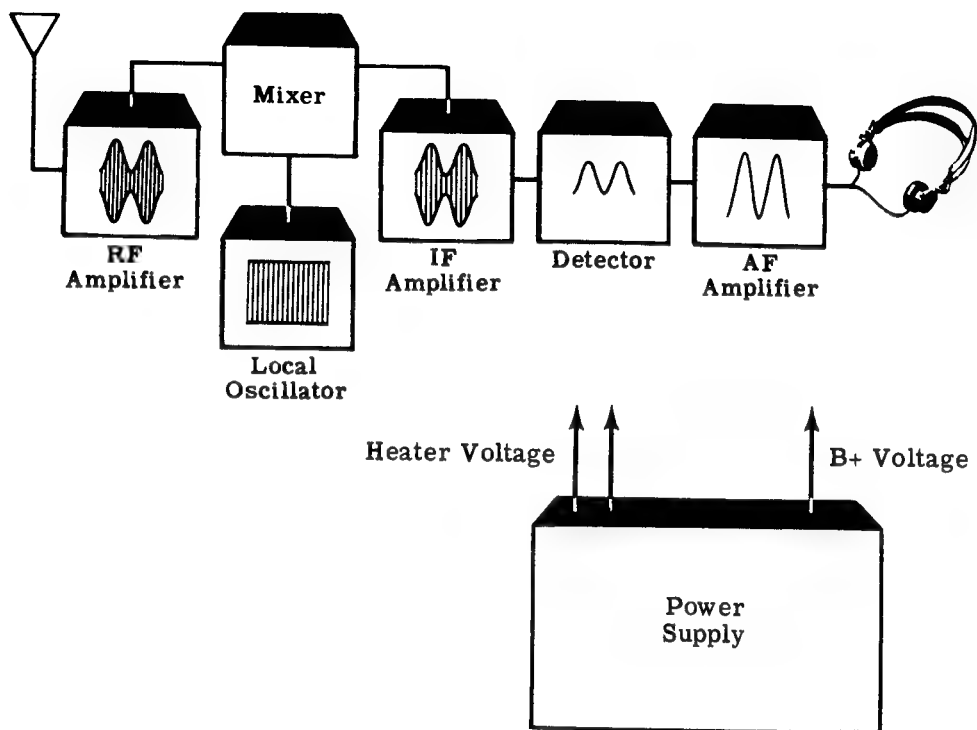 Mixer
RF
Amplifier
IF
Amplifier
Detector
AF
Amplifier
Local
Oscillator
Heater Voltage
B+ Voltage
Power
Supply